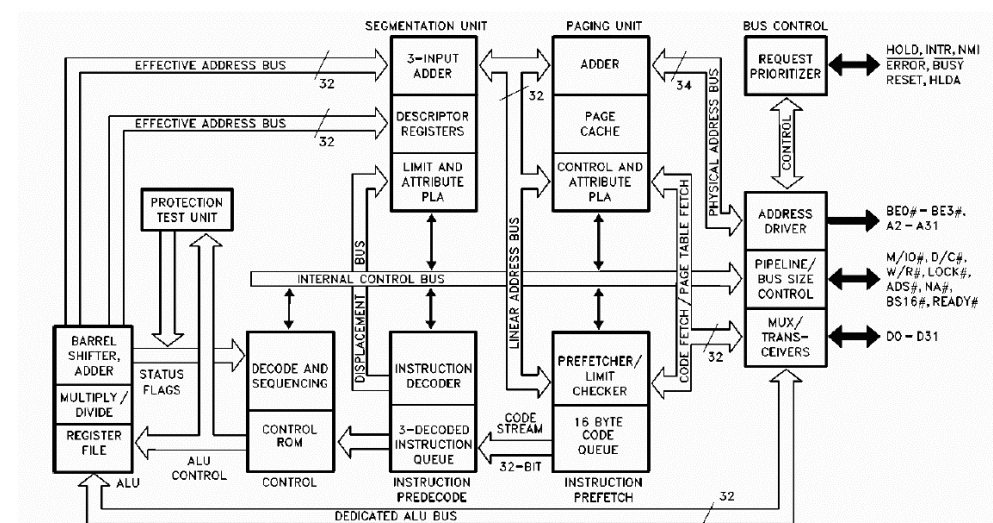 SEGMENTATION UNIT
PAGING UNIT
BUS CONTROL
EFFECTIVE ADDRESS BUS
32
3-INPUT
ADDER
32
ADDER
34
REQUEST
PRIORITIZER
HOLD, INTR, NMI
ERROR, BUSY
RESET, HLDA
EFFECTIVE ADDRESS BUS
32
DESCRIPTOR
REGISTERS
PAGE
CACHE
PHYSICAL ADDRESS BUS
CONTROL
LIMIT AND
ATTRIBUTE
PLA
CONTROL AND
ATTRIBUTE
PLA
PROTECTION
TEST UNIT
ADDRESS
DRIVER
BE0# - BE3#,
A2 - A31
DISPLACEMENT BUS
LINEAR ADDRESS BUS
CODE FETCH/PAGE TABLE FETCH
INTERNAL CONTROL BUS
PIPELINE/
BUS SIZE
CONTROL
M/IO#, D/C#,
W/R#, LOCK#,
ADS#, NA#,
BS16#, READY#
BARREL
SHIFTER,
ADDER
STATUS
FLAGS
DECODE AND
SEQUENCING
INSTRUCTION
DECODER
PREFETCHER/
LIMIT
CHECKER
32
MUX/
TRANS-
CEIVERS
D0 - D31
MULTIPLY/
DIVIDE
REGISTER
FILE
ALU
ALU
CONTROL
CONTROL
ROM
CONTROL
3-DECODED
INSTRUCTION
QUEUE
INSTRUCTION
PREDECODE
CODE
STREAM
32-BIT
16 BYTE
CODE
QUEUE
INSTRUCTION
PREFETCH
DEDICATED ALU BUS
32